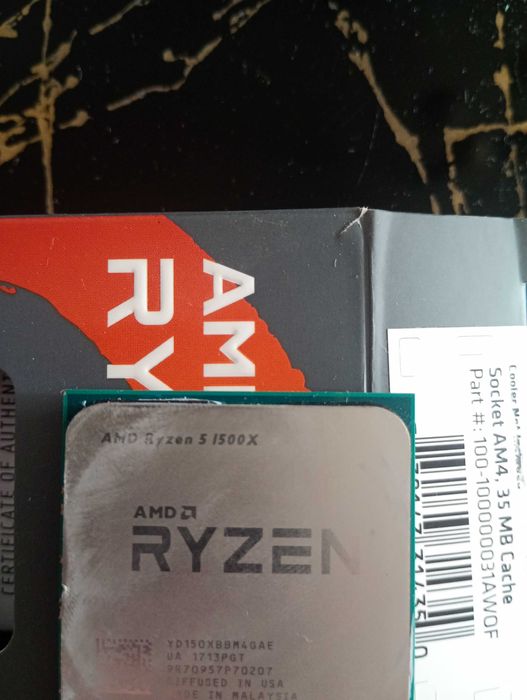 AMD
RY
CERTIFICATE OF AUTHENT
Socket AM4, 35 MB Cache
Part #: 100-100000031AWOF
AMD Ryzen 5 1500X
AMD
RYZEN
YD150XBBM4GAE
UA 1713PGT
9R70957P70207
DIFFUSED IN USA
MADE IN MALAYSIA